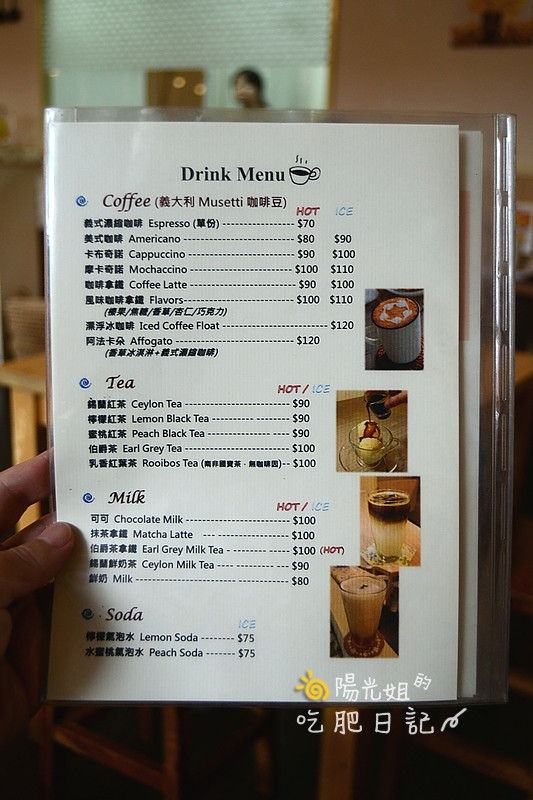 Drink Menu
Coffee (義大利 Musetti 咖啡豆)
HOT ICE
義式濃縮咖啡 Espresso (單份) $70
美式咖啡 Americano $80 $90
卡布奇諾 Cappuccino $90 $100
摩卡奇諾 Mochaccino $100 $110
咖啡拿鐵 Coffee Latte $90 $100
風味咖啡拿鐵 Flavors $100 $110
(榛果/焦糖/香草/杏仁/巧克力)
漂浮冰咖啡 Iced Coffee Float $120
阿法卡朵 Affogato $120
(香草冰淇淋+義式濃縮咖啡)
Tea
HOT / ICE
錫蘭紅茶 Ceylon Tea $90
檸檬紅茶 Lemon Black Tea $90
蜜桃紅茶 Peach Black Tea $90
伯爵茶 Earl Grey Tea $100
乳香紅葉茶 Rooibos Tea (南非國寶茶．無咖啡因) $100
Milk
HOT / ICE
可可 Chocolate Milk $100
抹茶拿鐵 Matcha Latte $100
伯爵茶拿鐵 Earl Grey Milk Tea $100 (HOT)
錫蘭鮮奶茶 Ceylon Milk Tea $90
鮮奶 Milk $80
Soda
ICE
檸檬氣泡水 Lemon Soda $75
水蜜桃氣泡水 Peach Soda $75
陽光姐的
吃肥日記